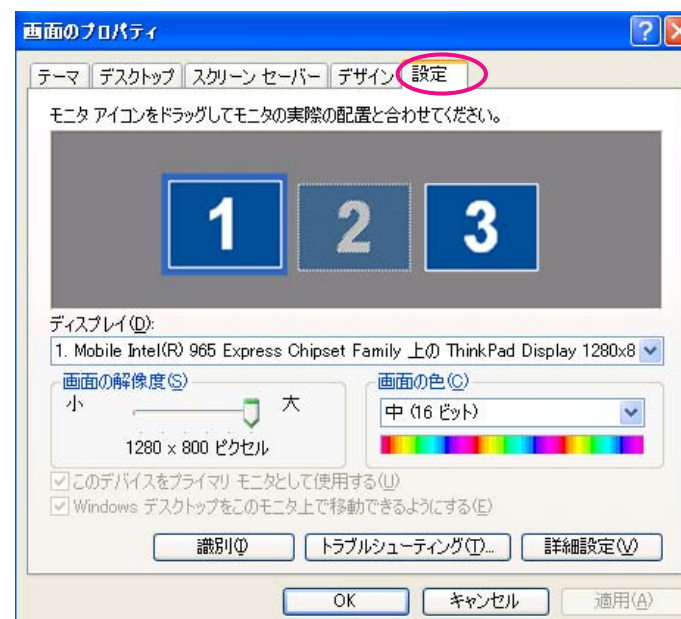 画面のプロパティ
テーマ デスクトップ スクリーン セーバー デザイン 設定
モニタ アイコンをドラッグしてモニタの実際の配置と合わせてください。
1 2 3
ディスプレイ(D):
1. Mobile Intel(R) 965 Express Chipset Family 上の ThinkPad Display 1280x8
画面の解像度(S) 画面の色(C)
小 大 中 (16 ビット)
1280 x 800 ピクセル
このデバイスをプライマリ モニタとして使用する(U)
Windows デスクトップをこのモニタ上で移動できるようにする(E)
識別(I) トラブルシューティング(T)... 詳細設定(V)
OK キャンセル 適用(A)